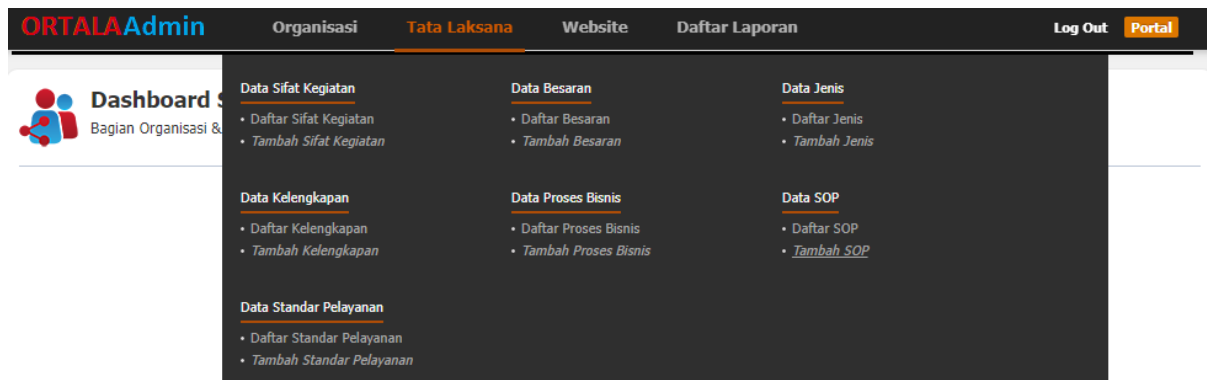 ORTALAAdmin Organisasi Tata Laksana Website Daftar Laporan Log Out Portal
Dashboard
Bagian Organisasi &
Data Sifat Kegiatan
• Daftar Sifat Kegiatan
• Tambah Sifat Kegiatan
Data Besaran
• Daftar Besaran
• Tambah Besaran
Data Jenis
• Daftar Jenis
• Tambah Jenis
Data Kelengkapan
• Daftar Kelengkapan
• Tambah Kelengkapan
Data Proses Bisnis
• Daftar Proses Bisnis
• Tambah Proses Bisnis
Data SOP
• Daftar SOP
• Tambah SOP
Data Standar Pelayanan
• Daftar Standar Pelayanan
• Tambah Standar Pelayanan